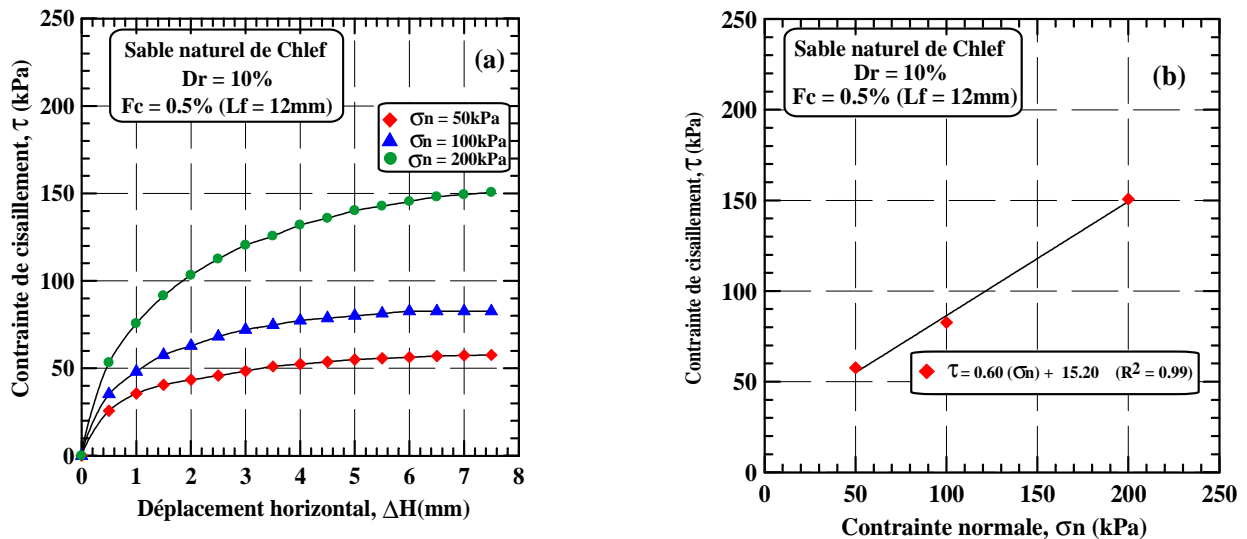 250
200
150
100
50
0
Contrainte de cisaillement, τ (kPa)
Sable naturel de Chlef
Dr = 10%
Fc = 0.5% (Lf = 12mm)
(a)
σn = 50kPa
σn = 100kPa
σn = 200kPa
0 1 2 3 4 5 6 7 8
Déplacement horizontal, ΔH(mm)
250
200
150
100
50
0
Contrainte de cisaillement, τ (kPa)
Sable naturel de Chlef
Dr = 10%
Fc = 0.5% (Lf = 12mm)
(b)
τ = 0.60 (σn) + 15.20 (R² = 0.99)
0 50 100 150 200 250
Contrainte normale, σn (kPa)